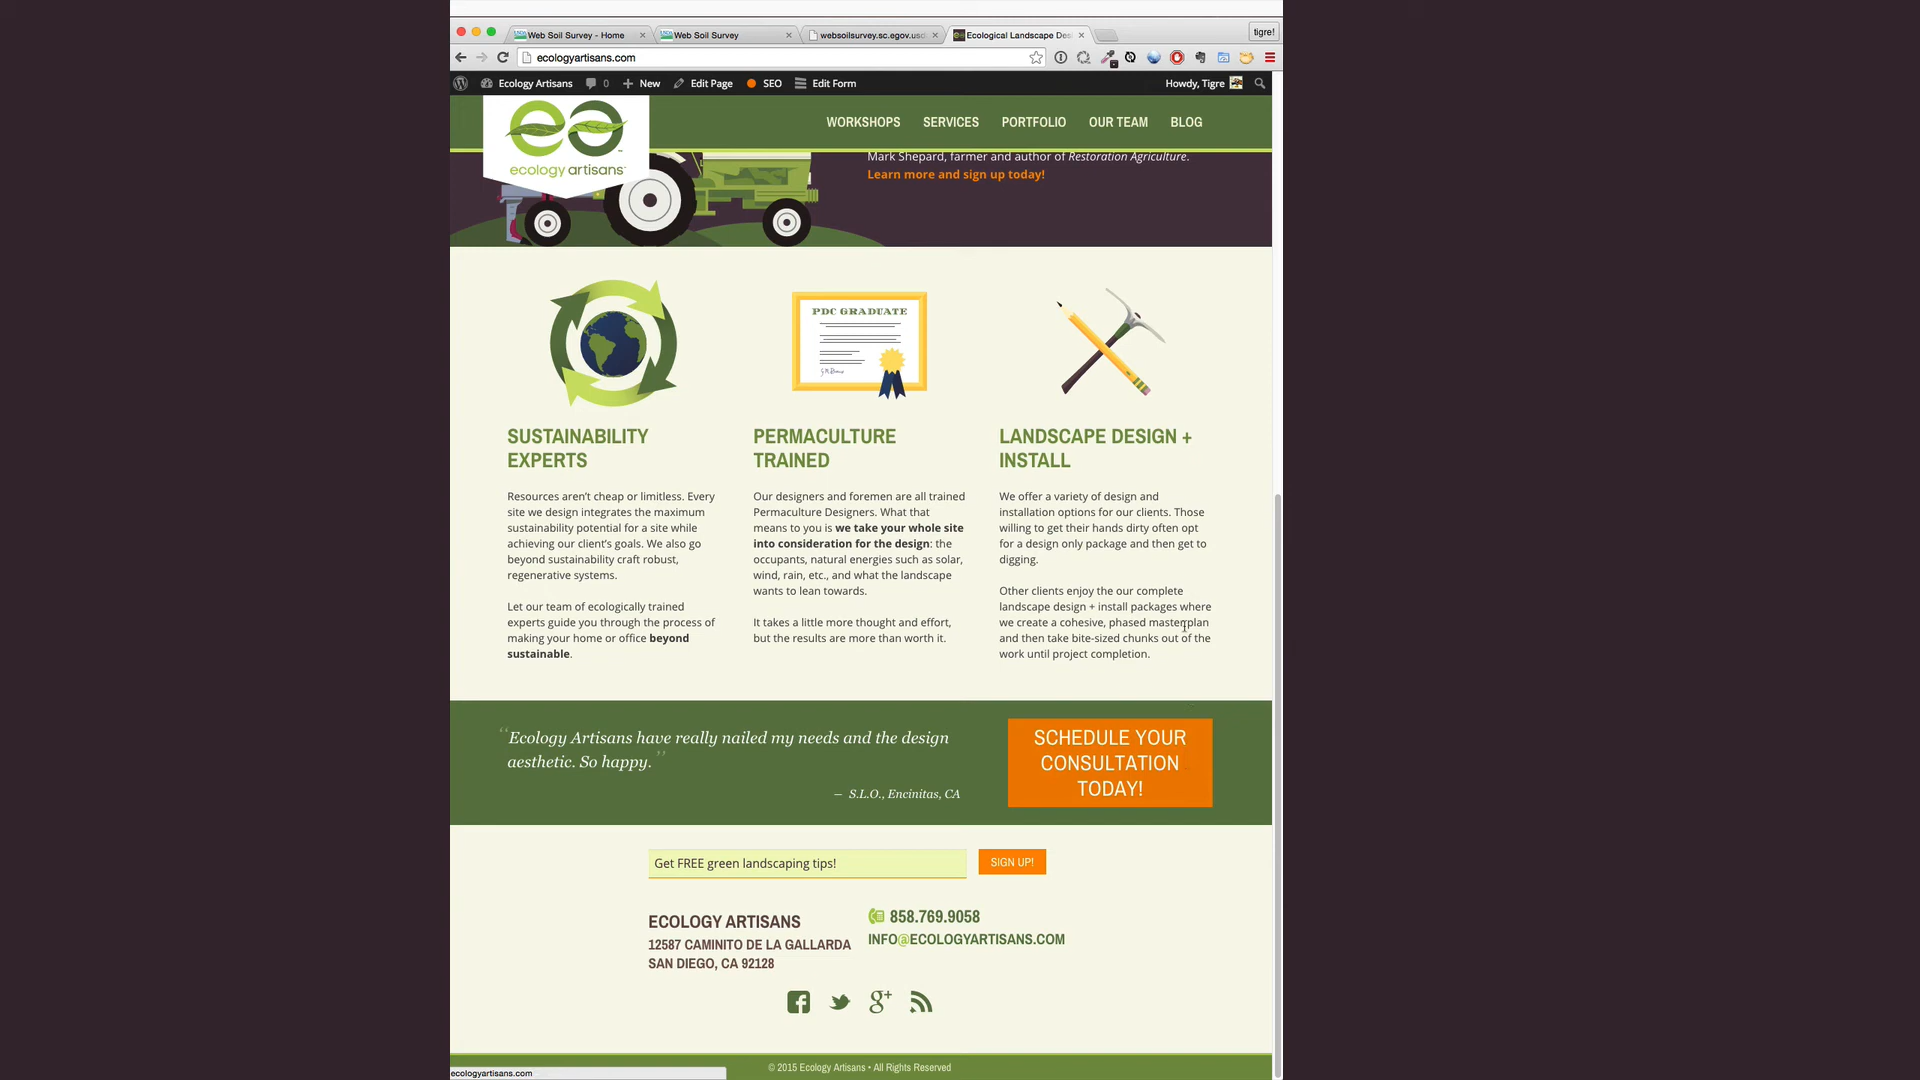 Web Soil Survey - Home
Web Soil Survey
websoilsurvey.sc.egov.usd
Ecological Landscape Des
tigre!
ecologyartisans.com
Ecology Artisans
0
New
Edit Page
SEO
Edit Form
Howdy, Tigre
ecology artisans
WORKSHOPS
SERVICES
PORTFOLIO
OUR TEAM
BLOG
Mark Shepard, farmer and author of Restoration Agriculture.
Learn more and sign up today!
PDC GRADUATE
SUSTAINABILITY
EXPERTS
Resources aren’t cheap or limitless. Every
site we design integrates the maximum
sustainability potential for a site while
achieving our client’s goals. We also go
beyond sustainability craft robust,
regenerative systems.
Let our team of ecologically trained
experts guide you through the process of
making your home or office beyond
sustainable.
PERMACULTURE
TRAINED
Our designers and foremen are all trained
Permaculture Designers. What that
means to you is we take your whole site
into consideration for the design: the
occupants, natural energies such as solar,
wind, rain, etc., and what the landscape
wants to lean towards.
It takes a little more thought and effort,
but the results are more than worth it.
LANDSCAPE DESIGN +
INSTALL
We offer a variety of design and
installation options for our clients. Those
willing to get their hands dirty often opt
for a design only package and then get to
digging.
Other clients enjoy the our complete
landscape design + install packages where
we create a cohesive, phased masterplan
and then take bite-sized chunks out of the
work until project completion.
“Ecology Artisans have really nailed my needs and the design
aesthetic. So happy.”
— S.L.O., Encinitas, CA
SCHEDULE YOUR
CONSULTATION
TODAY!
Get FREE green landscaping tips!
SIGN UP!
ECOLOGY ARTISANS
12587 CAMINITO DE LA GALLARDA
SAN DIEGO, CA 92128
858.769.9058
INFO@ECOLOGYARTISANS.COM
© 2015 Ecology Artisans • All Rights Reserved
ecologyartisans.com